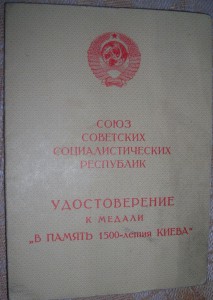 СОЮЗ
СОВЕТСКИХ
СОЦИАЛИСТИЧЕСКИХ
РЕСПУБЛИК
УДОСТОВЕРЕНИЕ
К МЕДАЛИ
„В ПАМЯТЬ 1500-летия КИЕВА"